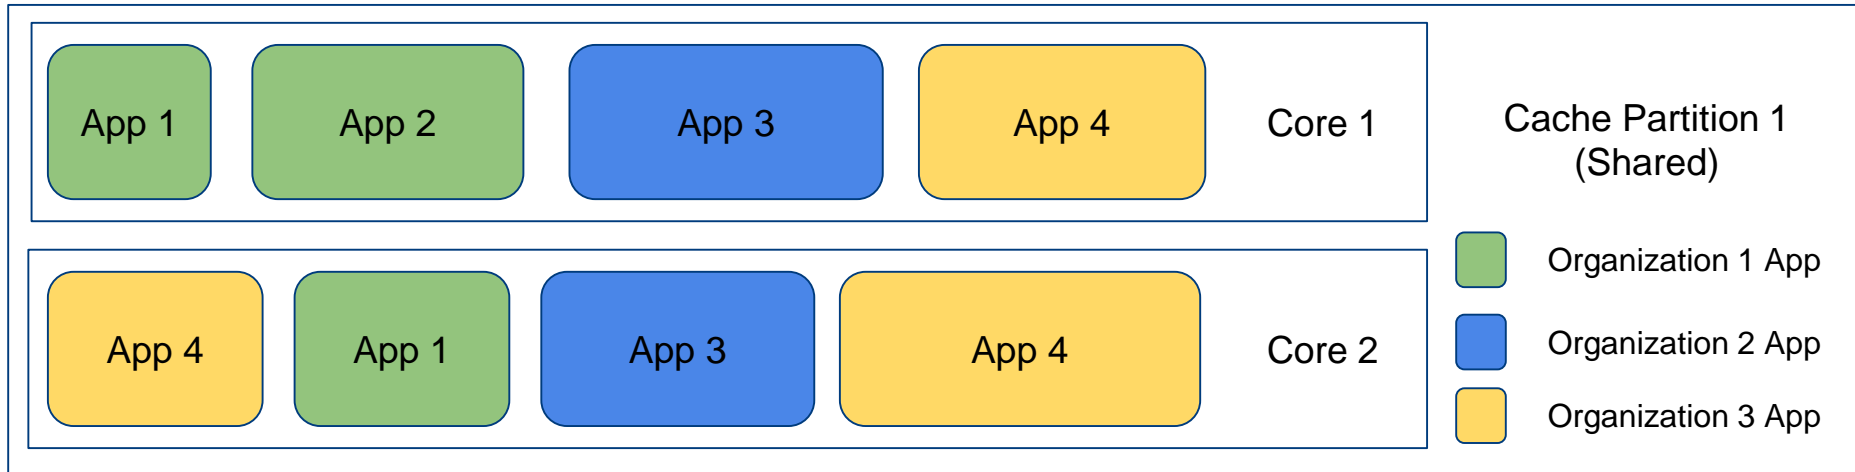 App 1
App 2
App 3
App 4
Core 1
Cache Partition 1
(Shared)
App 4
App 1
App 3
App 4
Core 2
Organization 1 App
Organization 2 App
Organization 3 App